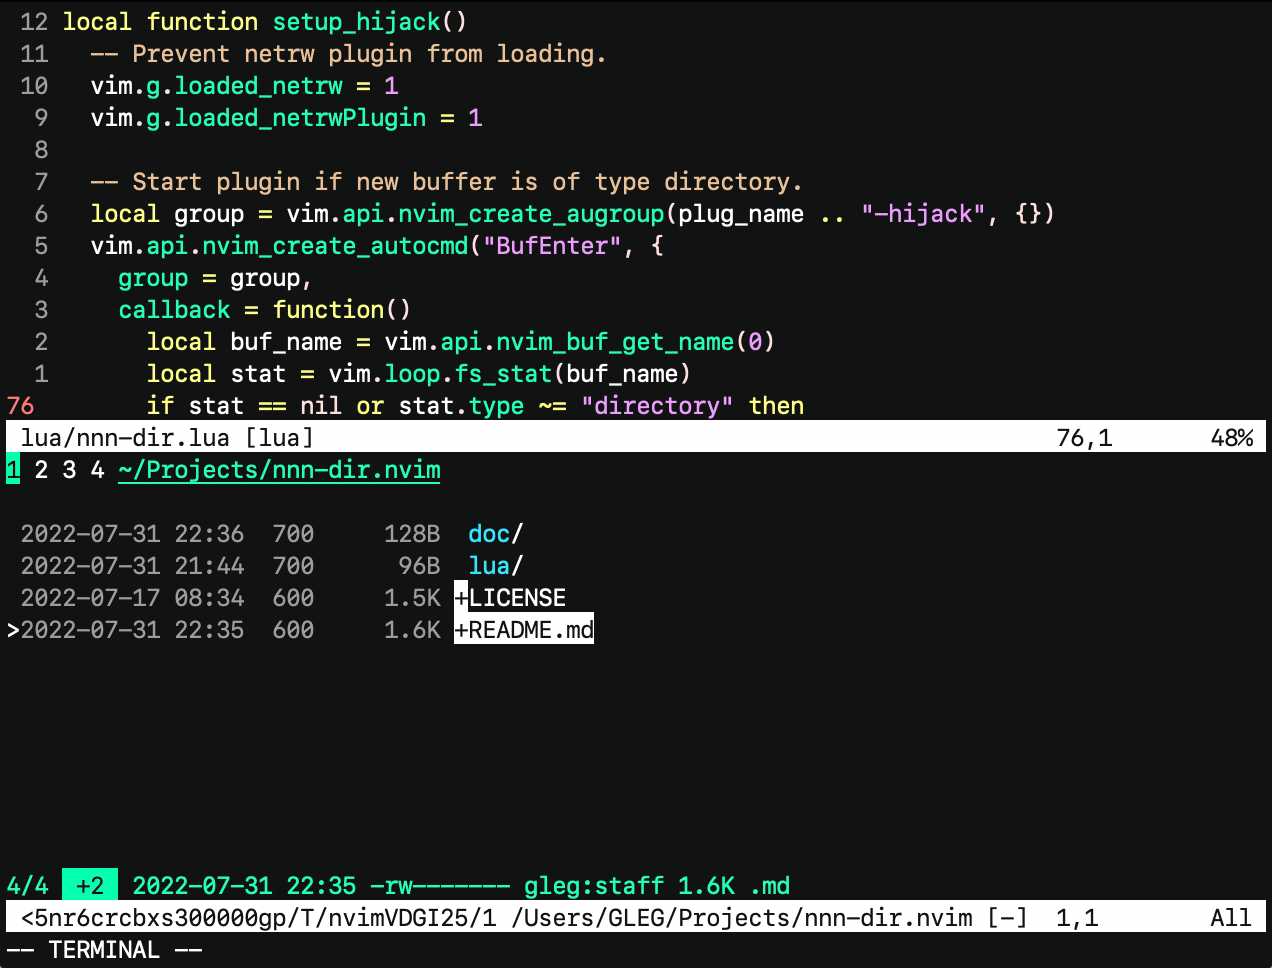 12 local function setup_hijack()
11   -- Prevent netrw plugin from loading.
10   vim.g.loaded_netrw = 1
 9   vim.g.loaded_netrwPlugin = 1
 8
 7   -- Start plugin if new buffer is of type directory.
 6   local group = vim.api.nvim_create_augroup(plug_name .. "-hijack", {})
 5   vim.api.nvim_create_autocmd("BufEnter", {
 4     group = group,
 3     callback = function()
 2       local buf_name = vim.api.nvim_buf_get_name(0)
 1       local stat = vim.loop.fs_stat(buf_name)
76        if stat == nil or stat.type ~= "directory" then
lua/nnn-dir.lua [lua] 76,1 48%
1 2 3 4 ~/Projects/nnn-dir.nvim
2022-07-31 22:36  700     128B  doc/
2022-07-31 21:44  700      96B  lua/
2022-07-17 08:34  600     1.5K +LICENSE
>2022-07-31 22:35  600     1.6K +README.md
4/4 +2 2022-07-31 22:35 -rw------- gleg:staff 1.6K .md
<5nr6crcbxs300000gp/T/nvimVDGI25/1 /Users/GLEG/Projects/nnn-dir.nvim [-] 1,1 All
-- TERMINAL --